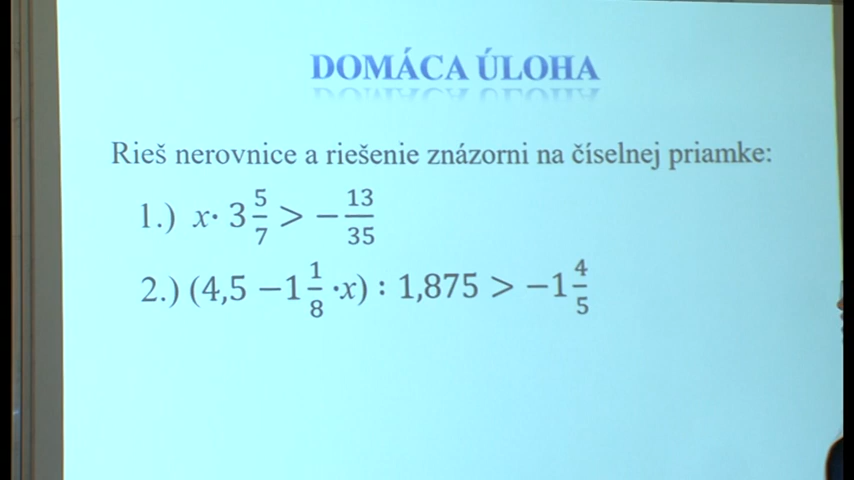 DOMÁCA ÚLOHA
Rieš nerovnice a riešenie znázorni na číselnej priamke:
1.) x· 3 5/7 > − 13/35
2.) (4,5 −1 1/8 ·x) : 1,875 > −1 4/5